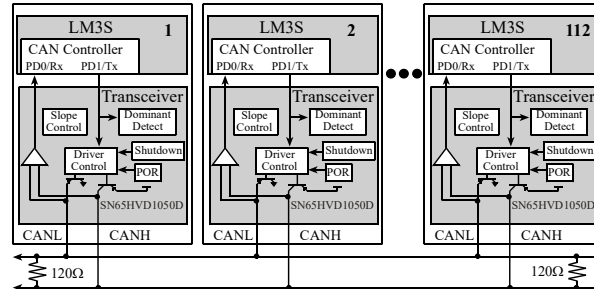 LM3S 1
CAN Controller
PD0/Rx PD1/Tx
Transceiver
Slope Control
Dominant Detect
Driver Control
Shutdown
POR
SN65HVD1050D
CANL CANH
LM3S 2
CAN Controller
PD0/Rx PD1/Tx
Transceiver
Slope Control
Dominant Detect
Driver Control
Shutdown
POR
SN65HVD1050D
CANL CANH
LM3S 112
CAN Controller
PD0/Rx PD1/Tx
Transceiver
Slope Control
Dominant Detect
Driver Control
Shutdown
POR
SN65HVD1050D
CANL CANH
120Ω
120Ω